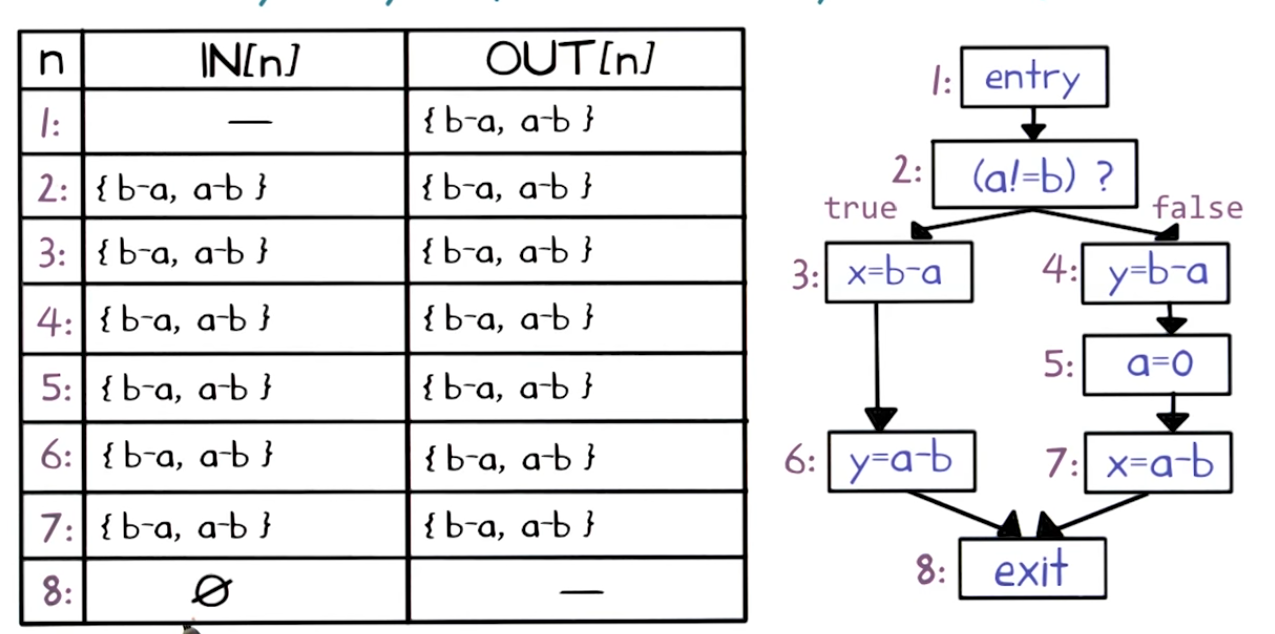 n IN[n] OUT[n]
1: — { b-a, a-b }
2: { b-a, a-b } { b-a, a-b }
3: { b-a, a-b } { b-a, a-b }
4: { b-a, a-b } { b-a, a-b }
5: { b-a, a-b } { b-a, a-b }
6: { b-a, a-b } { b-a, a-b }
7: { b-a, a-b } { b-a, a-b }
8: ∅ —
1: entry
2: (a!=b) ?
true false
3: x=b-a 4: y=b-a
5: a=0
6: y=a-b 7: x=a-b
8: exit